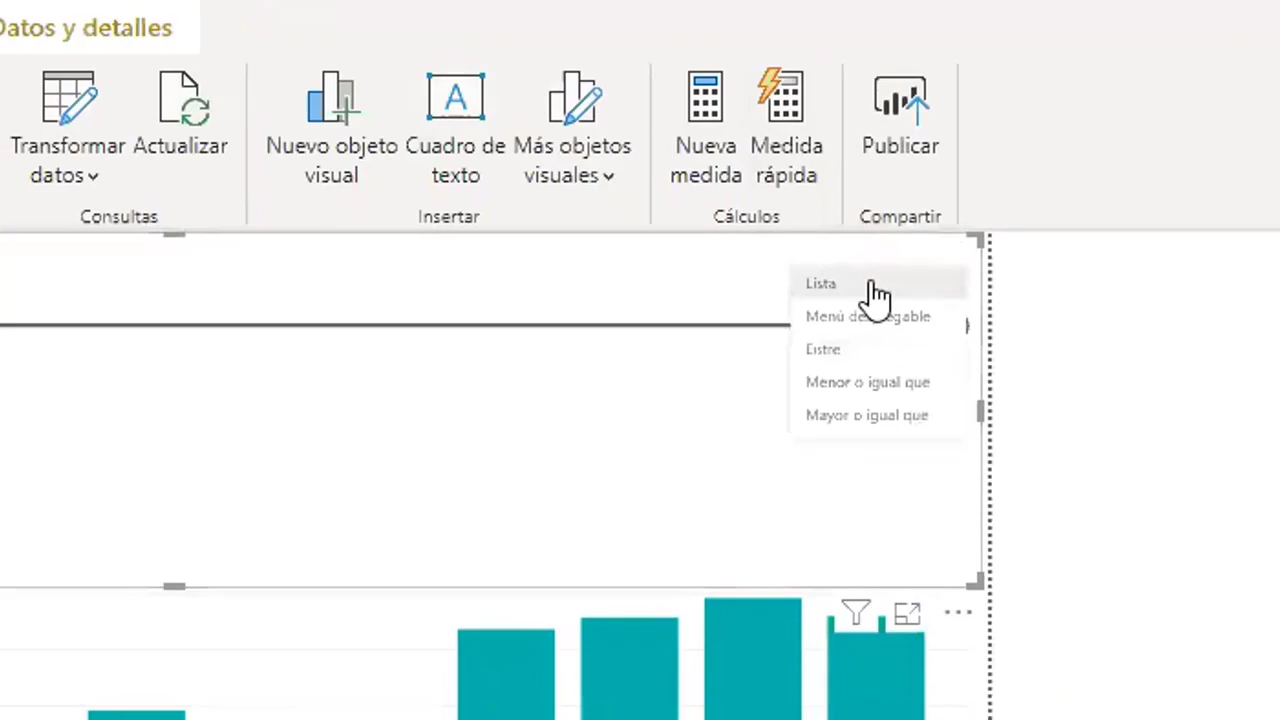 Datos y detalles
Transformar
datos
Actualizar
Nuevo objeto
visual
Cuadro de
texto
Más objetos
visuales
Nueva
medida
Medida
rápida
Publicar
Consultas
Insertar
Cálculos
Compartir
Lista
Menú
Menor o igual que
Mayor o igual que